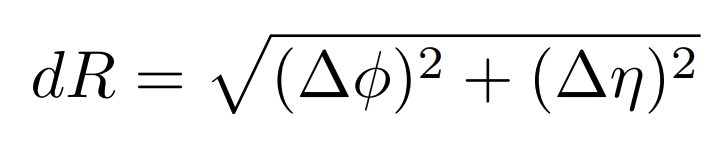 dR = √((Δϕ)² + (Δη)²)